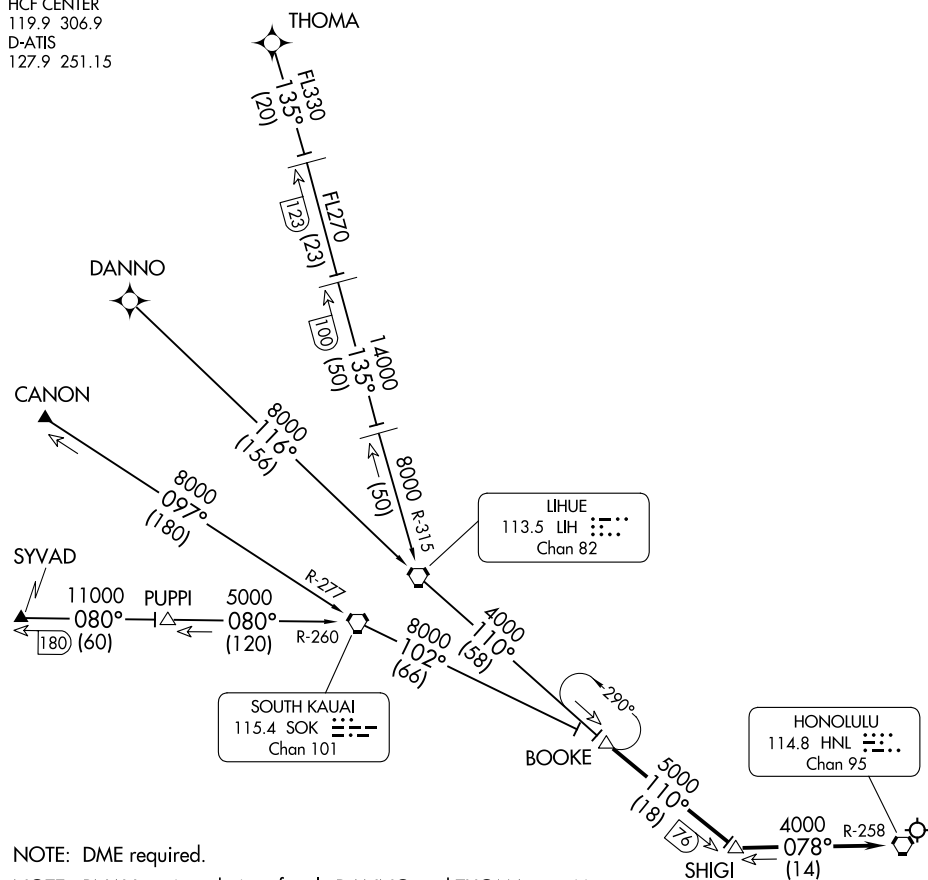 HCF CENTER
119.9 306.9
D-ATIS
127.9 251.15
THOMA
FL330
135°
(20)
123
FL270
(23)
100
14000
135°
(50)
8000
R-315
(50)
DANNO
8000
116°
(156)
CANON
8000
097°
(180)
R-277
LIHUE
113.5 LIH
Chan 82
SYVAD
11000
080°
180 (60)
PUPPI
5000
080°
(120)
R-260
4000
110°
(58)
8000
102°
(66)
SOUTH KAUAI
115.4 SOK
Chan 101
290°
BOOKE
HONOLULU
114.8 HNL
Chan 95
5000
110°
(18)
76
SHIGI
4000
078°
(14)
R-258
NOTE: DME required.